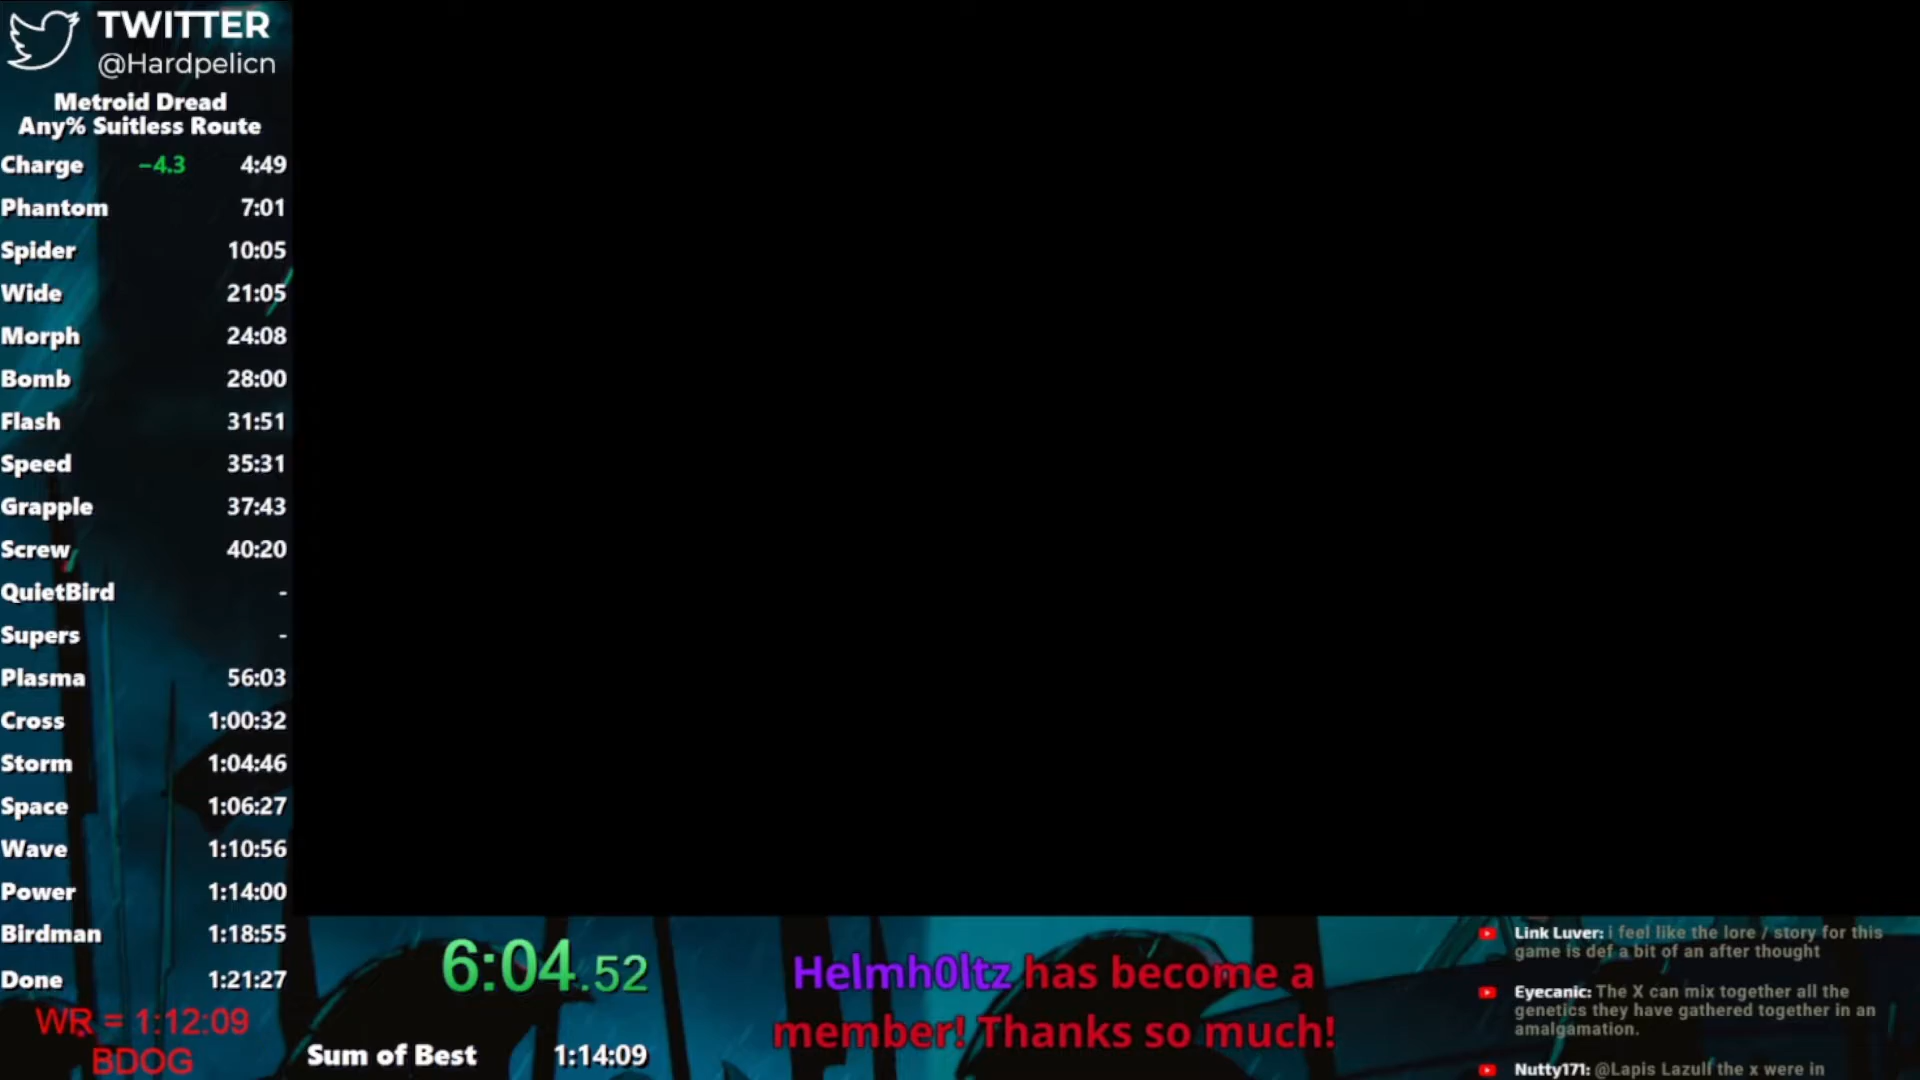 TWITTER
@Hardpelicn
Metroid Dread
Any% Suitless Route
Charge −4.3 4:49
Phantom 7:01
Spider 10:05
Wide 21:05
Morph 24:08
Bomb 28:00
Flash 31:51
Speed 35:31
Grapple 37:43
Screw 40:20
QuietBird -
Supers -
Plasma 56:03
Cross 1:00:32
Storm 1:04:46
Space 1:06:27
Wave 1:10:56
Power 1:14:00
Birdman 1:18:55
Done 1:21:27
WR = 1:12:09
BDOG
6:04.52
Sum of Best 1:14:09
Helmh0ltz has become a
member! Thanks so much!
Link Luver: i feel like the lore / story for this
game is def a bit of an after thought
Eyecanic: The X can mix together all the
genetics they have gathered together in an
amalgamation.
Nutty171: @Lapis Lazuli the x were in